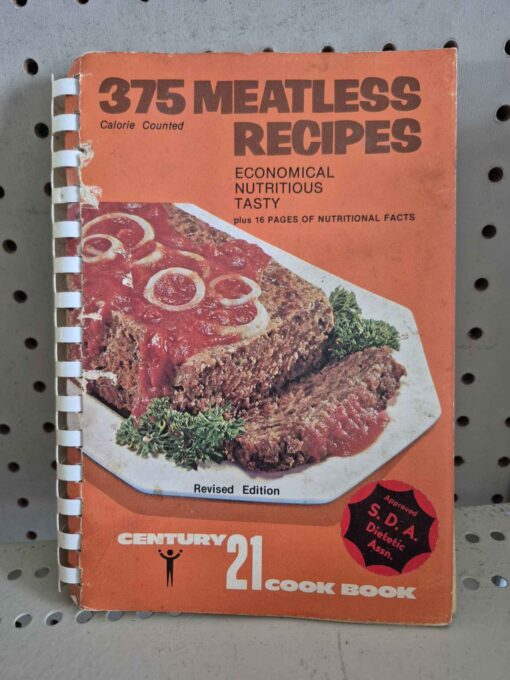 375 MEATLESS
Calorie Counted
RECIPES
ECONOMICAL
NUTRITIOUS
TASTY
plus 16 PAGES OF NUTRITIONAL FACTS
Revised Edition
Approved
S. D. A.
Dietetic
Assn.
CENTURY
21
COOK BOOK